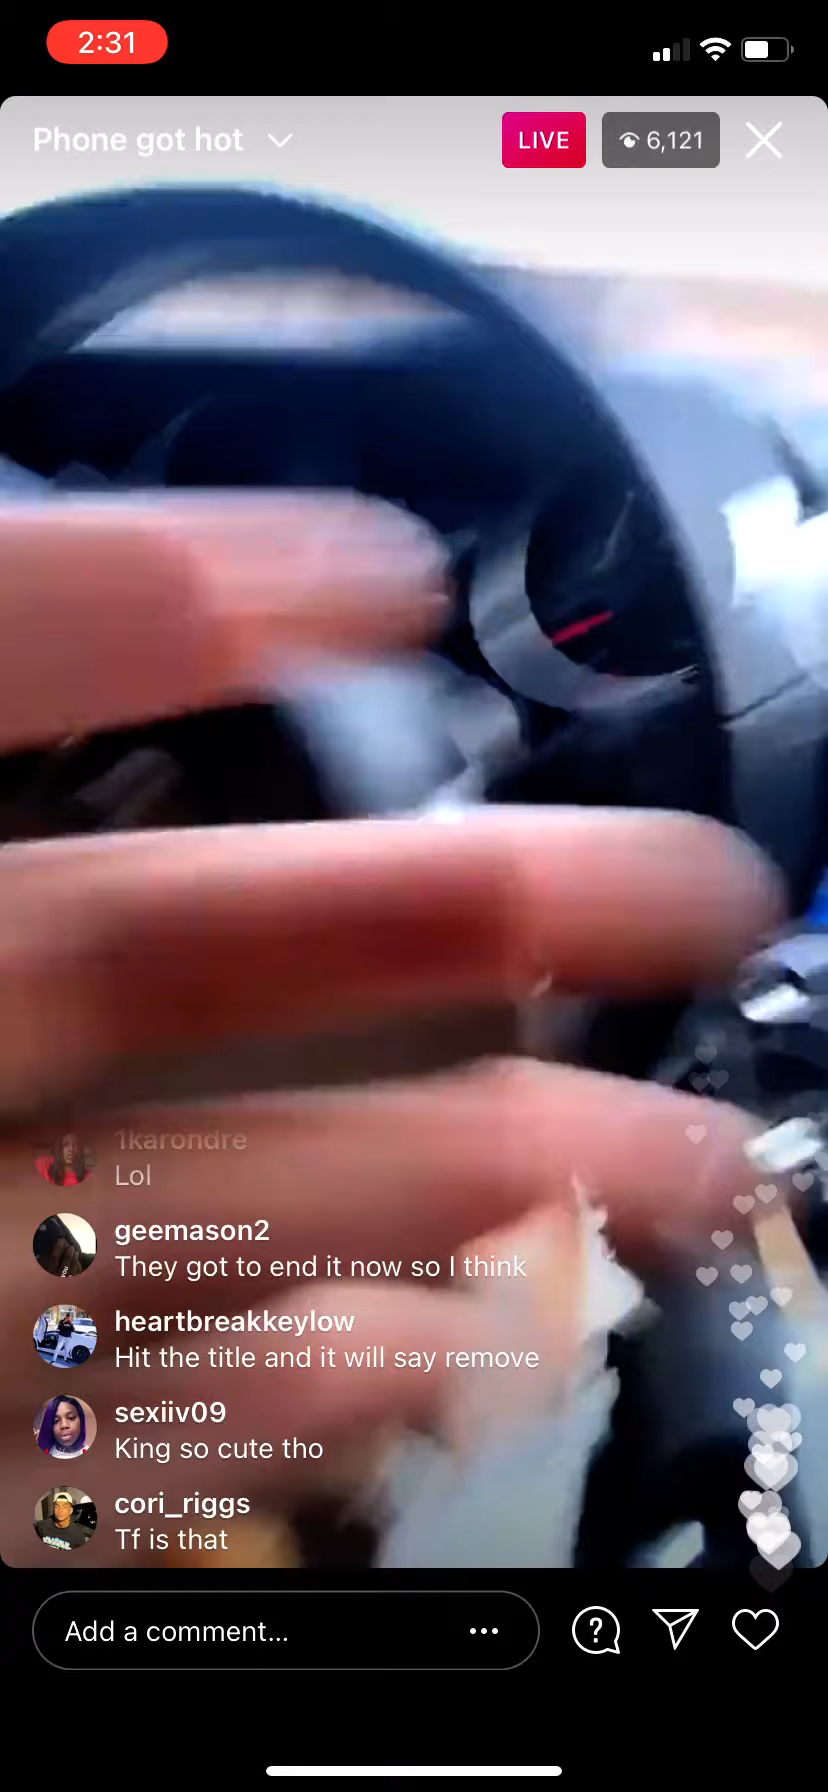 2:31
Phone got hot
LIVE
6,121
1karondre
Lol
geemason2
They got to end it now so I think
heartbreakkeylow
Hit the title and it will say remove
sexiiv09
King so cute tho
cori_riggs
Tf is that
Add a comment...